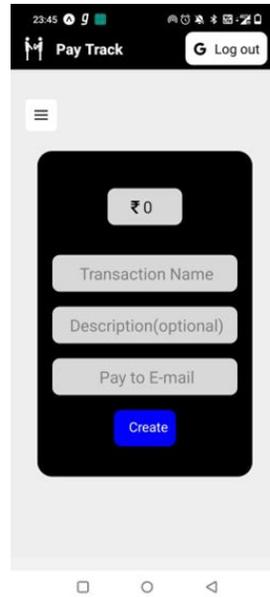 23:45
Pay Track
G Log out
₹ 0
Transaction Name
Description(optional)
Pay to E-mail
Create